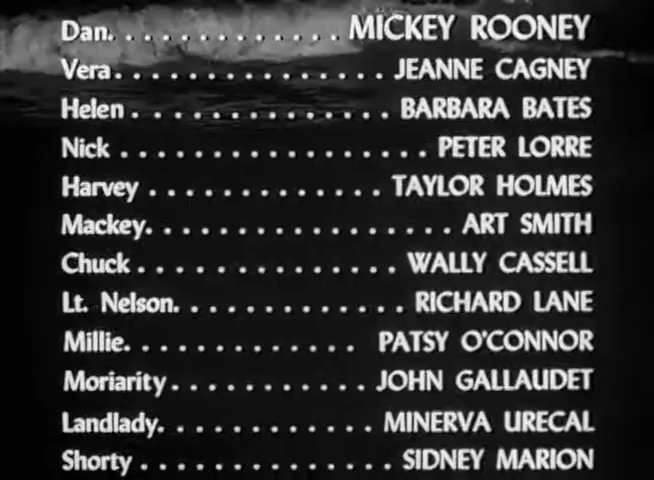 Dan. . . . . . . . . . . . . MICKEY ROONEY
Vera. . . . . . . . . . . . . . . JEANNE CAGNEY
Helen . . . . . . . . . . . . . . BARBARA BATES
Nick . . . . . . . . . . . . . . . . . PETER LORRE
Harvey . . . . . . . . . . . . . TAYLOR HOLMES
Mackey. . . . . . . . . . . . . . . . . ART SMITH
Chuck . . . . . . . . . . . . . . WALLY CASSELL
Lt. Nelson. . . . . . . . . . . . . RICHARD LANE
Millie. . . . . . . . . . . . . PATSY O'CONNOR
Moriarity . . . . . . . . . . . JOHN GALLAUDET
Landlady. . . . . . . . . . . . MINERVA URECAL
Shorty . . . . . . . . . . . . . . SIDNEY MARION